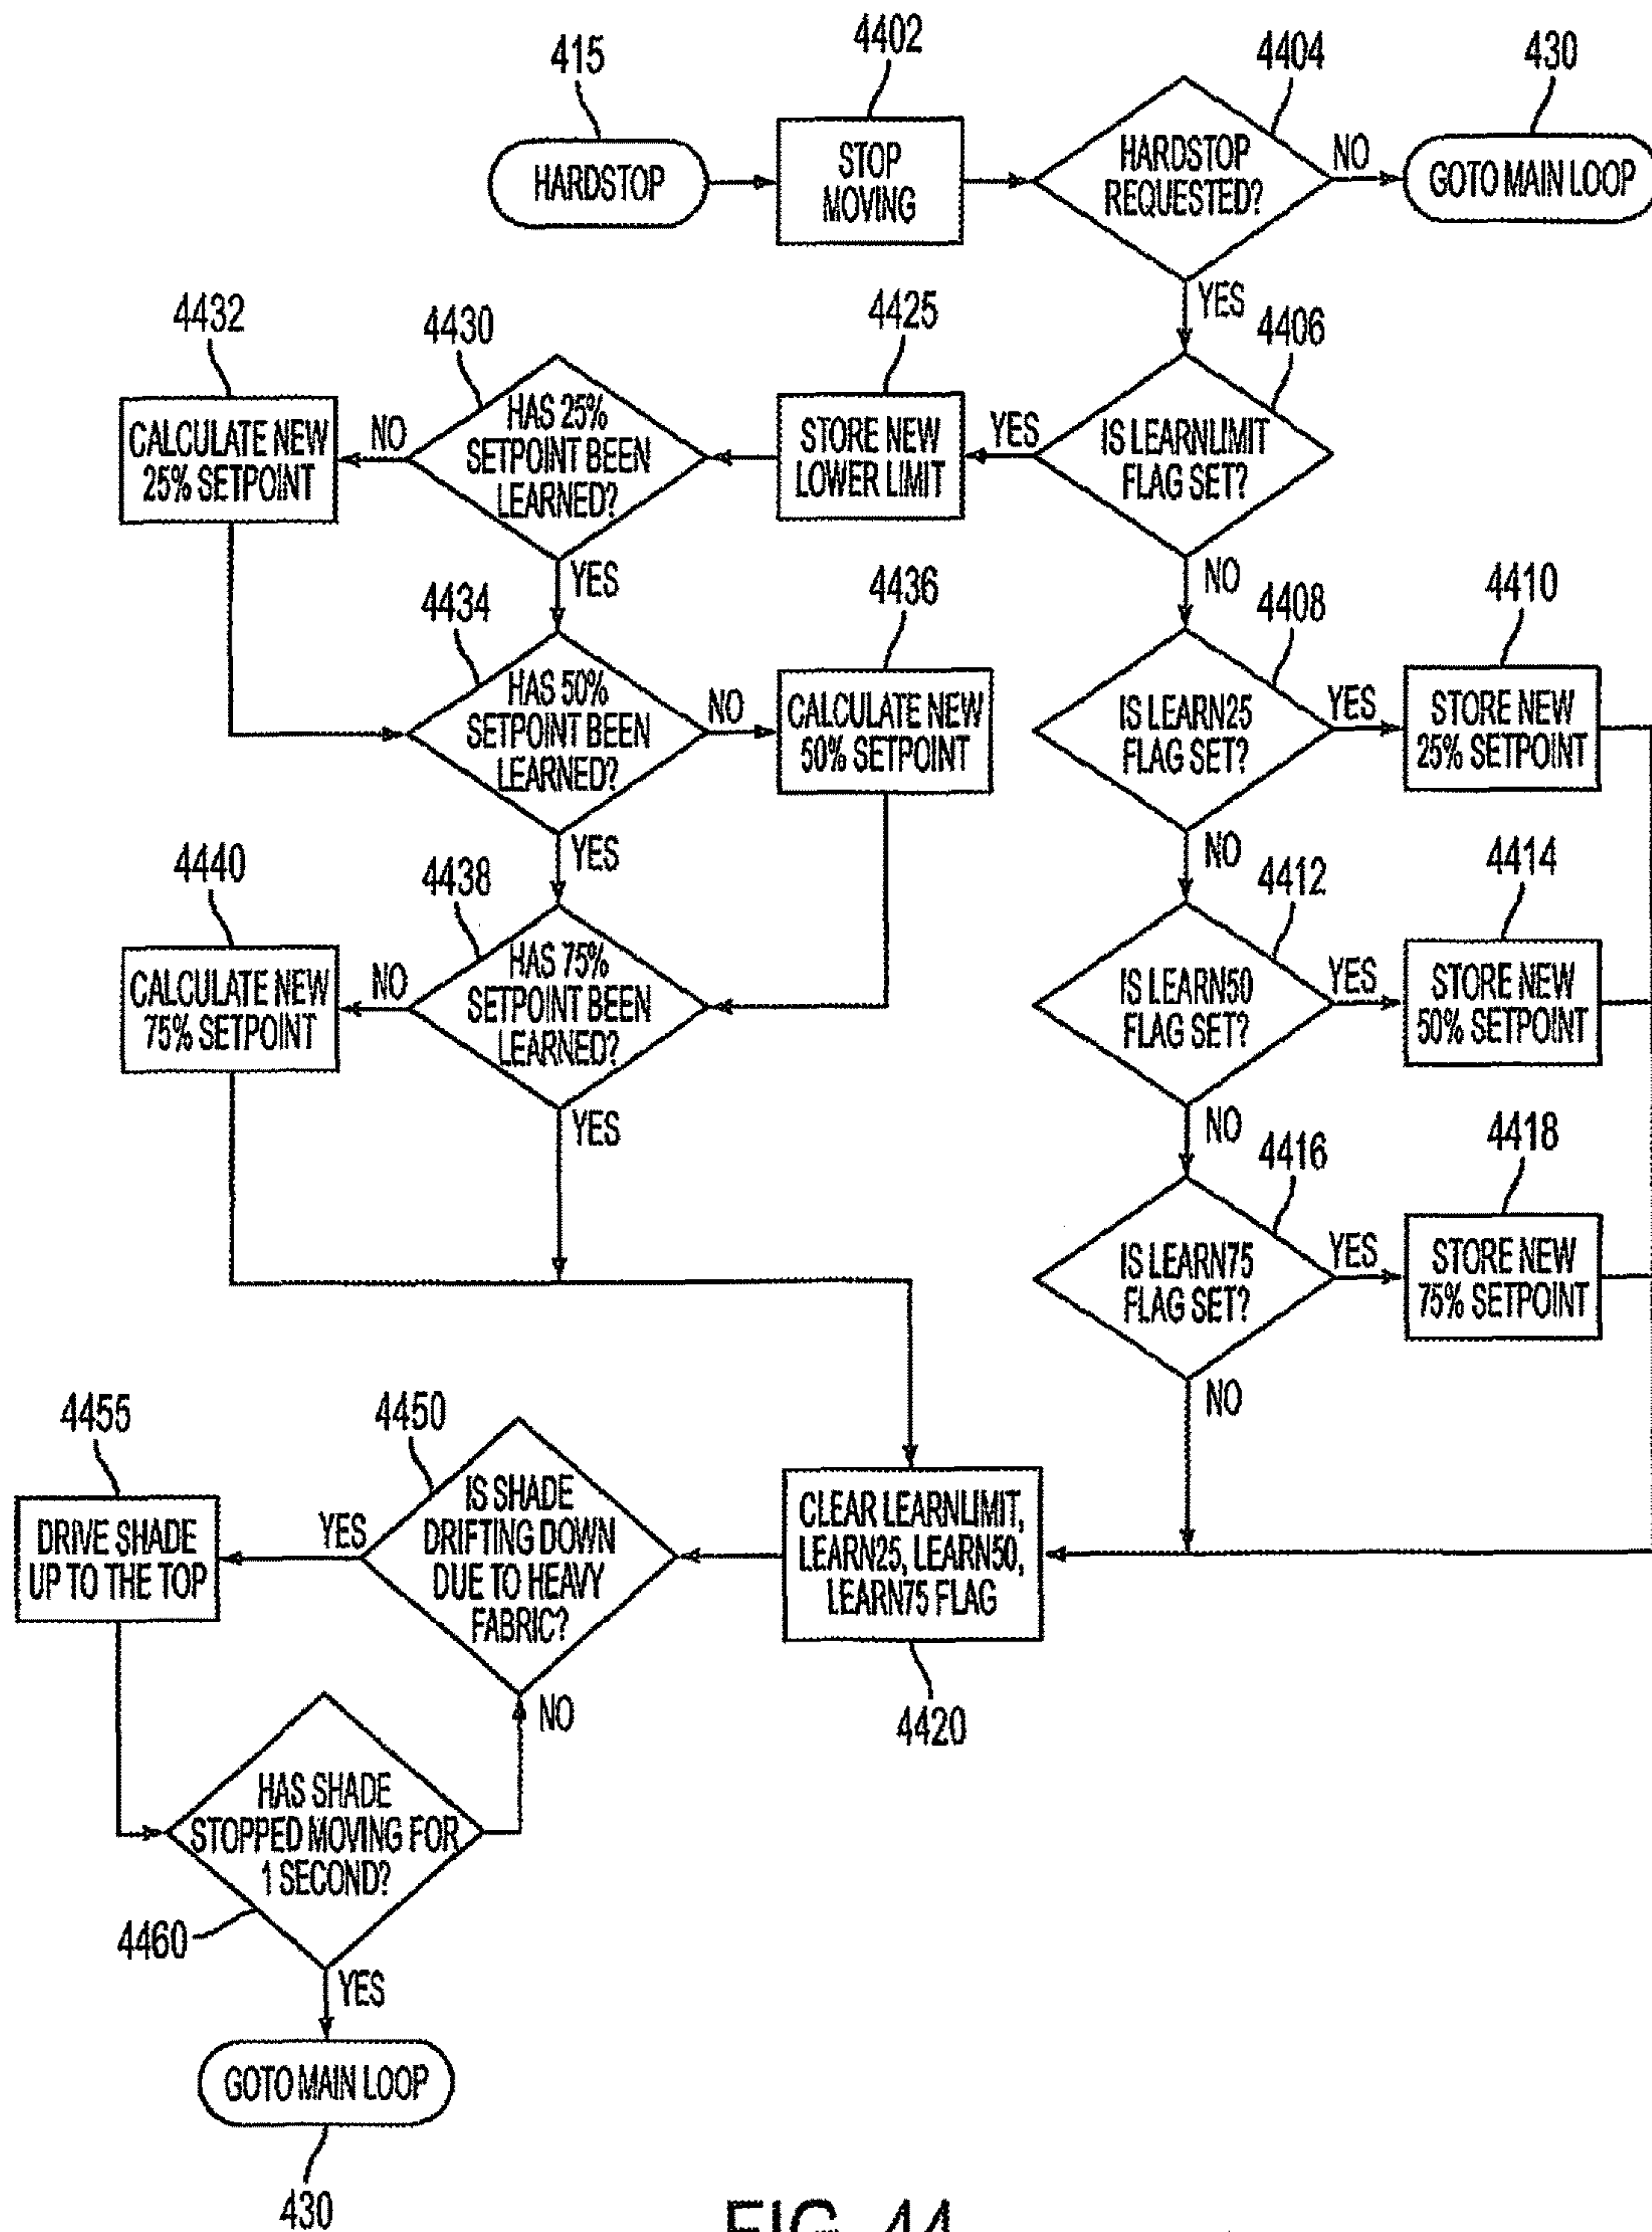 415
4402
4404
430
HARDSTOP
STOP
MOVING
HARDSTOP
REQUESTED?
NO
GOTO MAIN LOOP
YES
4432
4430
4425
4406
CALCULATE NEW
25% SETPOINT
NO
HAS 25%
SETPOINT BEEN
LEARNED?
STORE NEW
LOWER LIMIT
YES
IS LEARNLIMIT
FLAG SET?
YES
NO
4434
4436
4408
4410
HAS 50%
SETPOINT BEEN
LEARNED?
NO
CALCULATE NEW
50% SETPOINT
IS LEARN25
FLAG SET?
YES
STORE NEW
25% SETPOINT
YES
NO
4440
4438
4412
4414
CALCULATE NEW
75% SETPOINT
NO
HAS 75%
SETPOINT BEEN
LEARNED?
IS LEARN50
FLAG SET?
YES
STORE NEW
50% SETPOINT
YES
NO
4416
4418
IS LEARN75
FLAG SET?
YES
STORE NEW
75% SETPOINT
NO
4455
4450
DRIVE SHADE
UP TO THE TOP
YES
IS SHADE
DRIFTING DOWN
DUE TO HEAVY
FABRIC?
CLEAR LEARNLIMIT,
LEARN25, LEARN50,
LEARN75 FLAG
NO
4420
HAS SHADE
STOPPED MOVING FOR
1 SECOND?
4460
YES
GOTO MAIN LOOP
430
FIG. 44